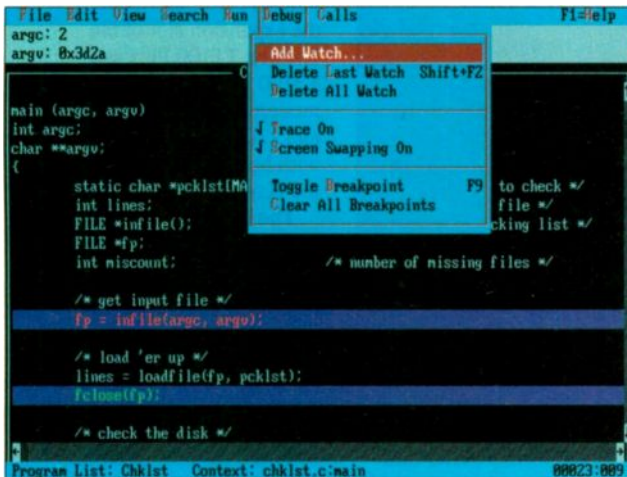 File Edit View Search Run Debug Calls F1=Help
argc: 2
argv: 0x3d2a
Add Watch...
Delete Last Watch Shift+F2
Delete All Watch
√ Trace On
√ Screen Swapping On
Toggle Breakpoint F9
Clear All Breakpoints
C
main (argc, argv)
int argc;
char **argv;
{
static char *pcklst[MA to check */
int lines; file */
FILE *infile(); cking list */
FILE *fp;
int miscount; /* number of missing files */
/* get input file */
fp = infile(argc, argv);
/* load 'er up */
lines = loadfile(fp, pcklst);
fclose(fp);
/* check the disk */
Program List: Chklst Context: chklst.c:main 00023:009